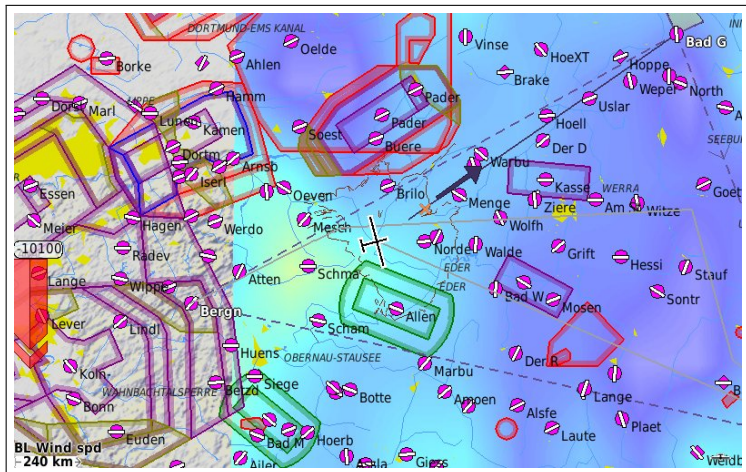 DORTMUND-EMS KANAL
Oelde
Vinse
HoeXT
Hoppe
Bad G
Borke
Ahlen
Brake
Weper
North
Dorst
Marl
LIPPE
Hamm
Pader
Uslar
Lunen
Kamen
Soest
Pader
Hoell
Dortm
Buere
Der D
Arnsb
Warbu
Essen
Iserl
Oeven
Brilo
Kasse
WERRA
Goet
Menge
Ziere
Am S
Witze
Meier
Hagen
Werdo
Mesch
Wolfh
10100
Radev
Norde
Walde
Grift
Hessi
Lange
Wippe
Atten
Schma
EDER
EDER
Stauf
Bergn
Bad W
Mosen
Sontr
Lever
Lindl
Scham
Allen
Huens
OBERNAU-STAUSEE
Der R
Koln-
Siege
Marbu
WAHNBACHTALSPERRE
Betzd
Botte
Lange
Bonn
Ampen
Alsfe
Plaet
Euden
Bad M
Hoerb
Laute
BL Wind spd
240 km
Ailer
Asla
Giess